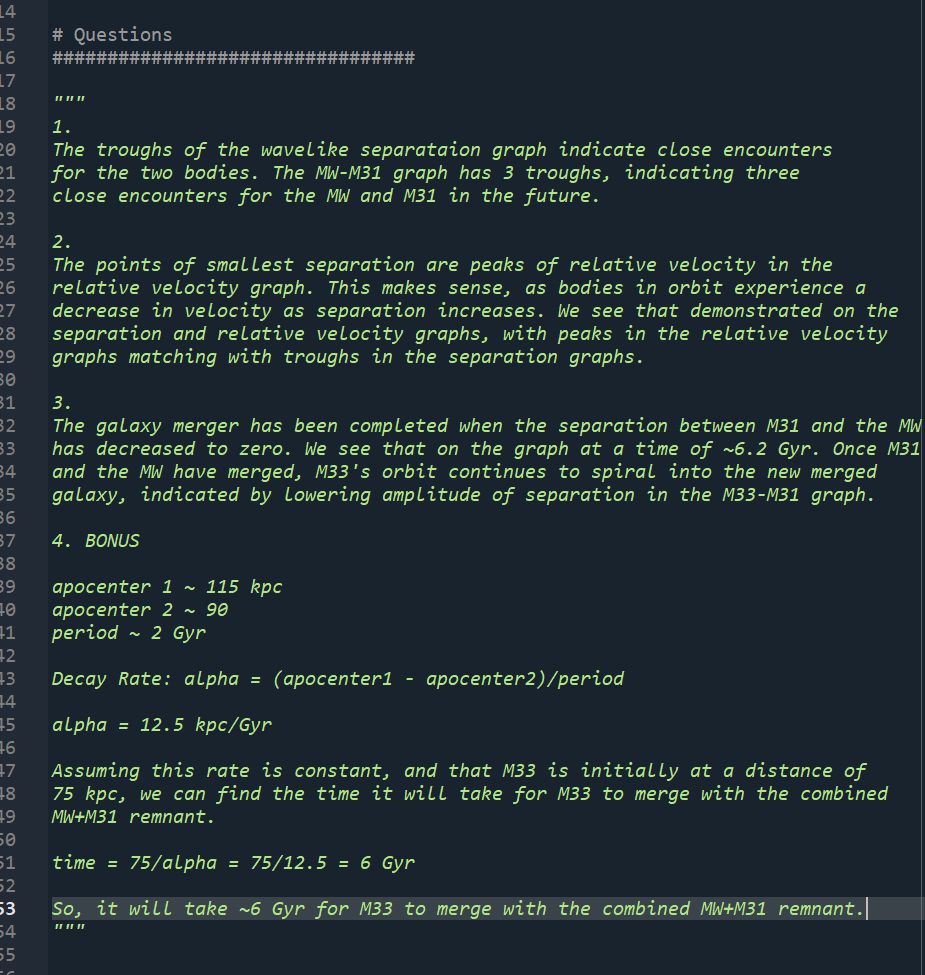 14
15 # Questions
16 #################################
17
18 """
19 1.
20 The troughs of the wavelike separataion graph indicate close encounters
21 for the two bodies. The MW-M31 graph has 3 troughs, indicating three
22 close encounters for the MW and M31 in the future.
23
24 2.
25 The points of smallest separation are peaks of relative velocity in the
26 relative velocity graph. This makes sense, as bodies in orbit experience a
27 decrease in velocity as separation increases. We see that demonstrated on the
28 separation and relative velocity graphs, with peaks in the relative velocity
29 graphs matching with troughs in the separation graphs.
30
31 3.
32 The galaxy merger has been completed when the separation between M31 and the MW
33 has decreased to zero. We see that on the graph at a time of ~6.2 Gyr. Once M31
34 and the MW have merged, M33's orbit continues to spiral into the new merged
35 galaxy, indicated by lowering amplitude of separation in the M33-M31 graph.
36
37 4. BONUS
38
39 apocenter 1 ~ 115 kpc
40 apocenter 2 ~ 90
41 period ~ 2 Gyr
42
43 Decay Rate: alpha = (apocenter1 - apocenter2)/period
44
45 alpha = 12.5 kpc/Gyr
46
47 Assuming this rate is constant, and that M33 is initially at a distance of
48 75 kpc, we can find the time it will take for M33 to merge with the combined
49 MW+M31 remnant.
50
51 time = 75/alpha = 75/12.5 = 6 Gyr
52
53 So, it will take ~6 Gyr for M33 to merge with the combined MW+M31 remnant.
54 """
55